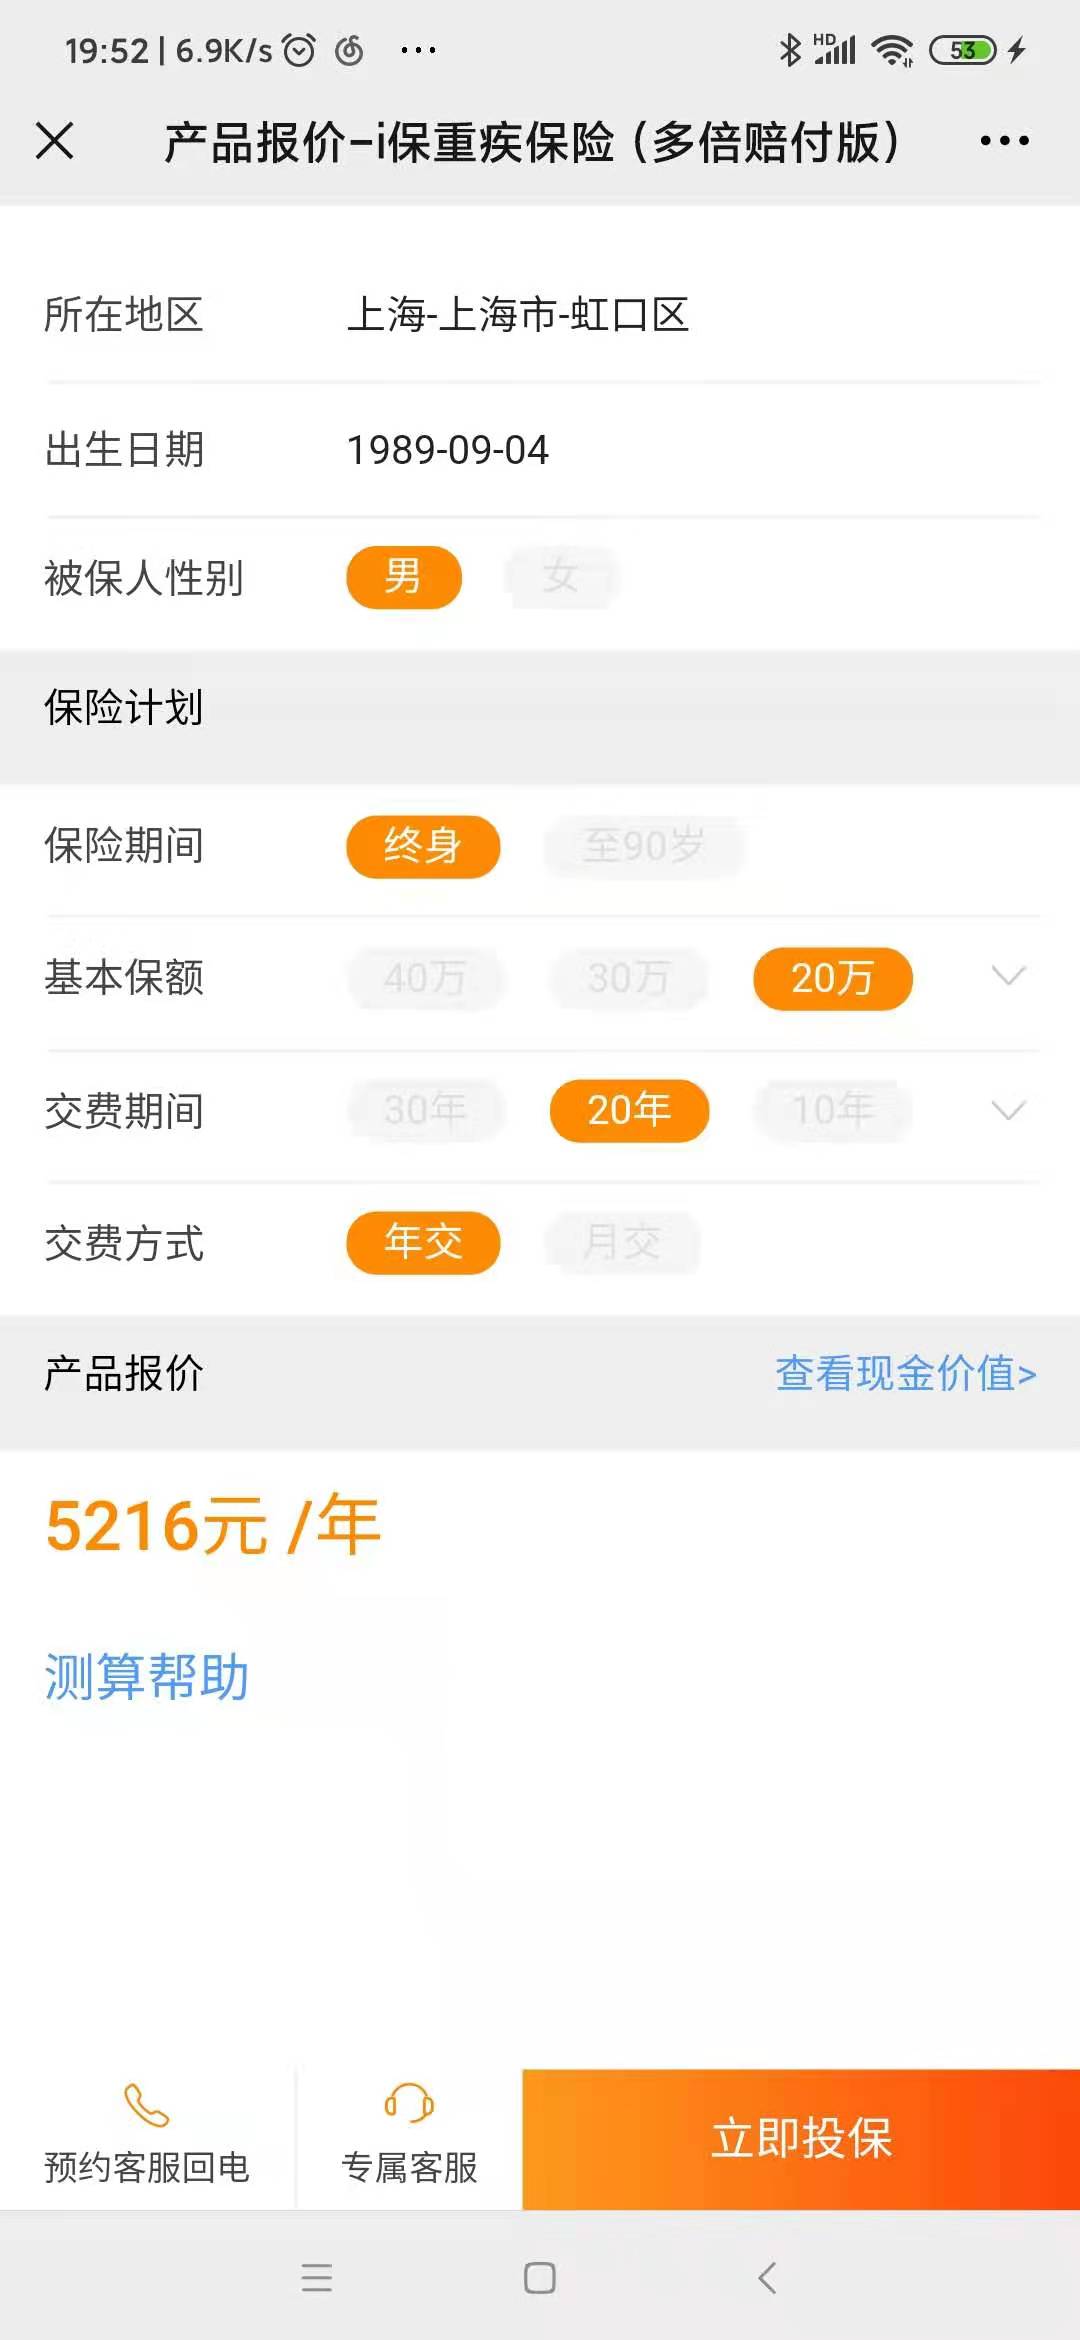 19:52 | 6.9K/s ··· HD 53
产品报价-i保重疾保险（多倍赔付版） ···
所在地区 上海-上海市-虹口区
出生日期 1989-09-04
被保人性别 男 女
保险计划
保险期间 终身 至90岁
基本保额 40万 30万 20万
交费期间 30年 20年 10年
交费方式 年交 月交
产品报价 查看现金价值>
5216元 /年
测算帮助
预约客服回电 专属客服 立即投保